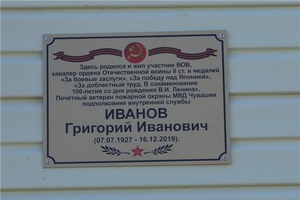 Здесь родился и жил участник ВОВ,
кавалер ордена Отечественной войны II ст. и медалей
«За боевые заслуги», «За победу над Японией»,
«За доблестный труд. В ознаменование
100-летия со дня рождения В.И. Ленина»,
Почётный ветеран пожарной охраны МВД Чувашии
подполковник внутренней службы
ИВАНОВ
Григорий Иванович
(07.07.1927 - 16.12.2019).